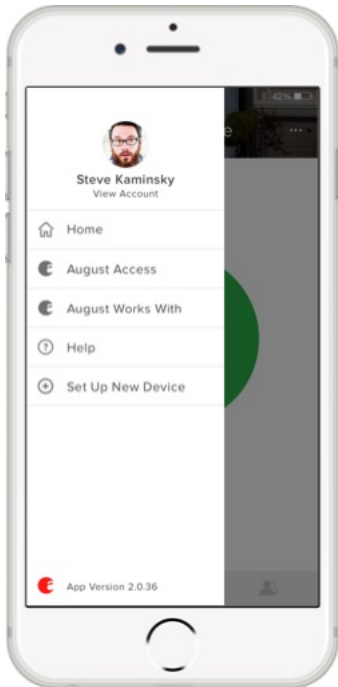 42%
e
Steve Kaminsky
View Account
Home
August Access
August Works With
Help
Set Up New Device
App Version 2.0.36